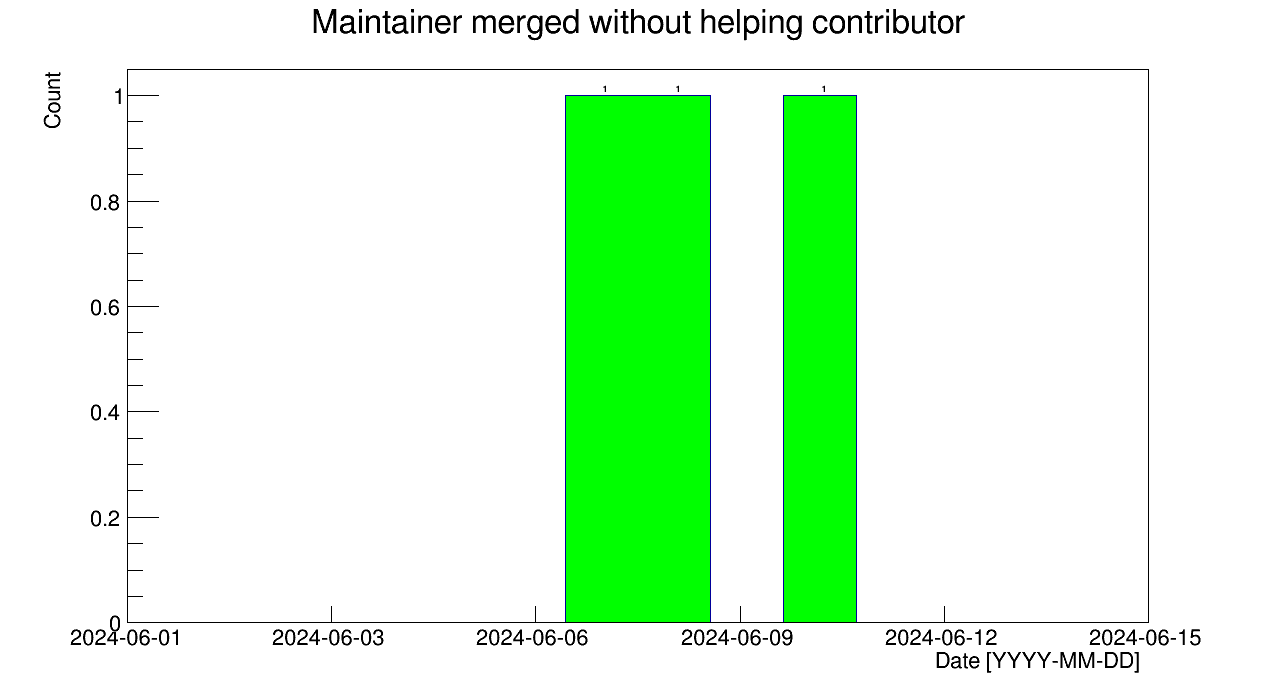 Maintainer merged without helping contributor
Count
1 1 1
1
0.8
0.6
0.4
0.2
0
2024-06-01 2024-06-03 2024-06-06 2024-06-09 2024-06-12 2024-06-15
Date [YYYY-MM-DD]